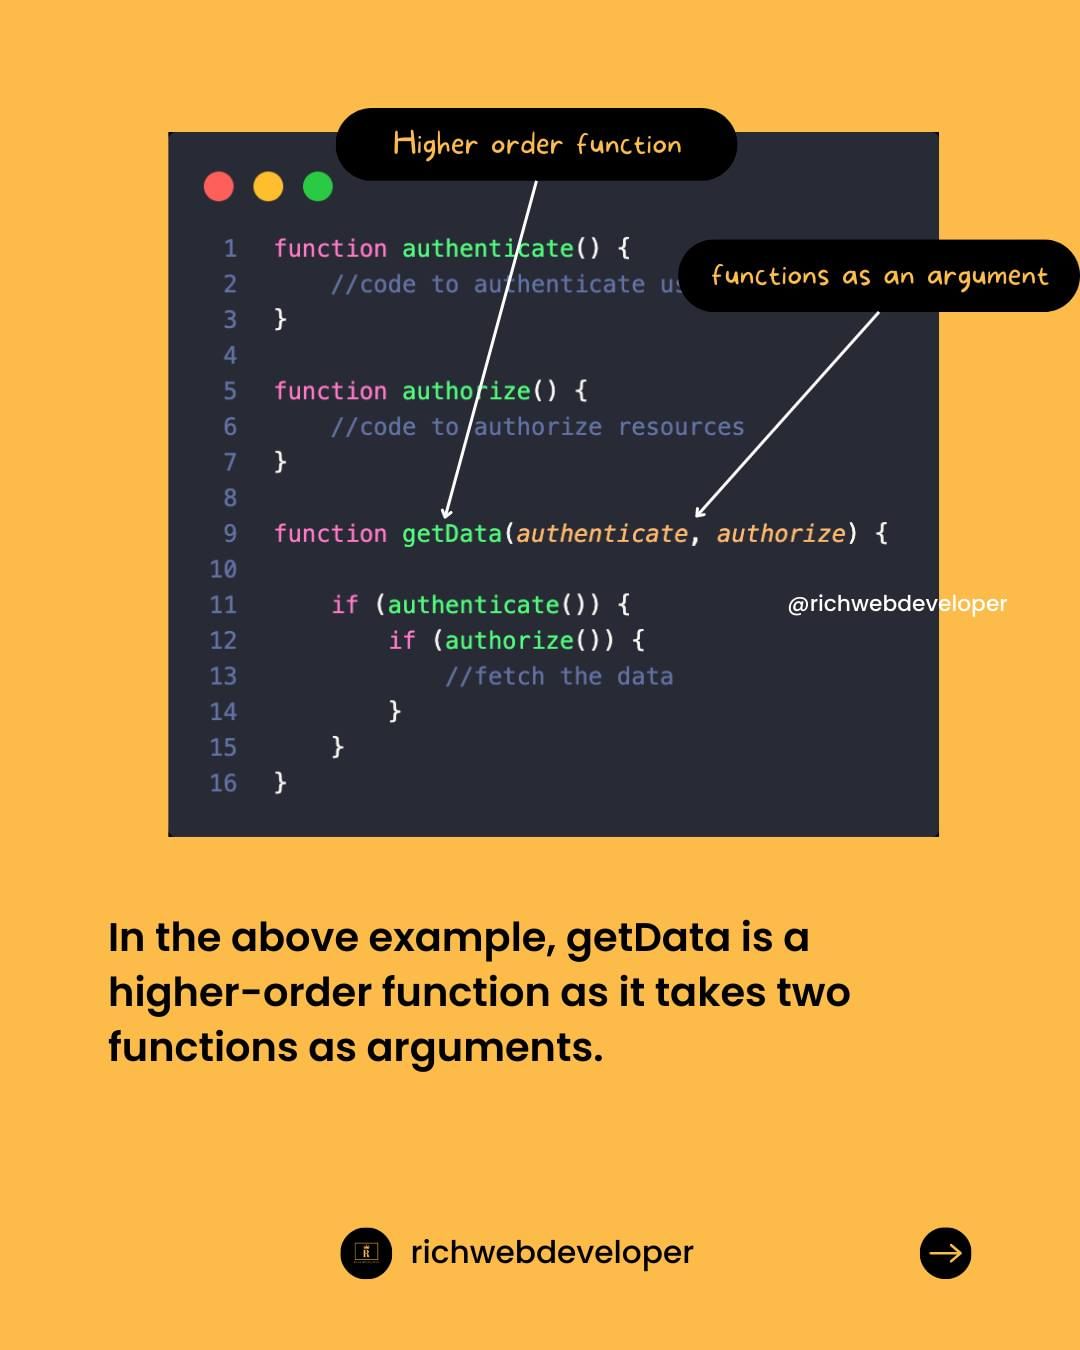 Higher order function
functions as an argument
1 function authenticate() {
2 //code to authenticate us
3 }
4
5 function authorize() {
6 //code to authorize resources
7 }
8
9 function getData(authenticate, authorize) {
10
11 if (authenticate()) {
@richwebdeveloper
12 if (authorize()) {
13 //fetch the data
14 }
15 }
16 }
In the above example, getData is a
higher-order function as it takes two
functions as arguments.
R
richwebdeveloper